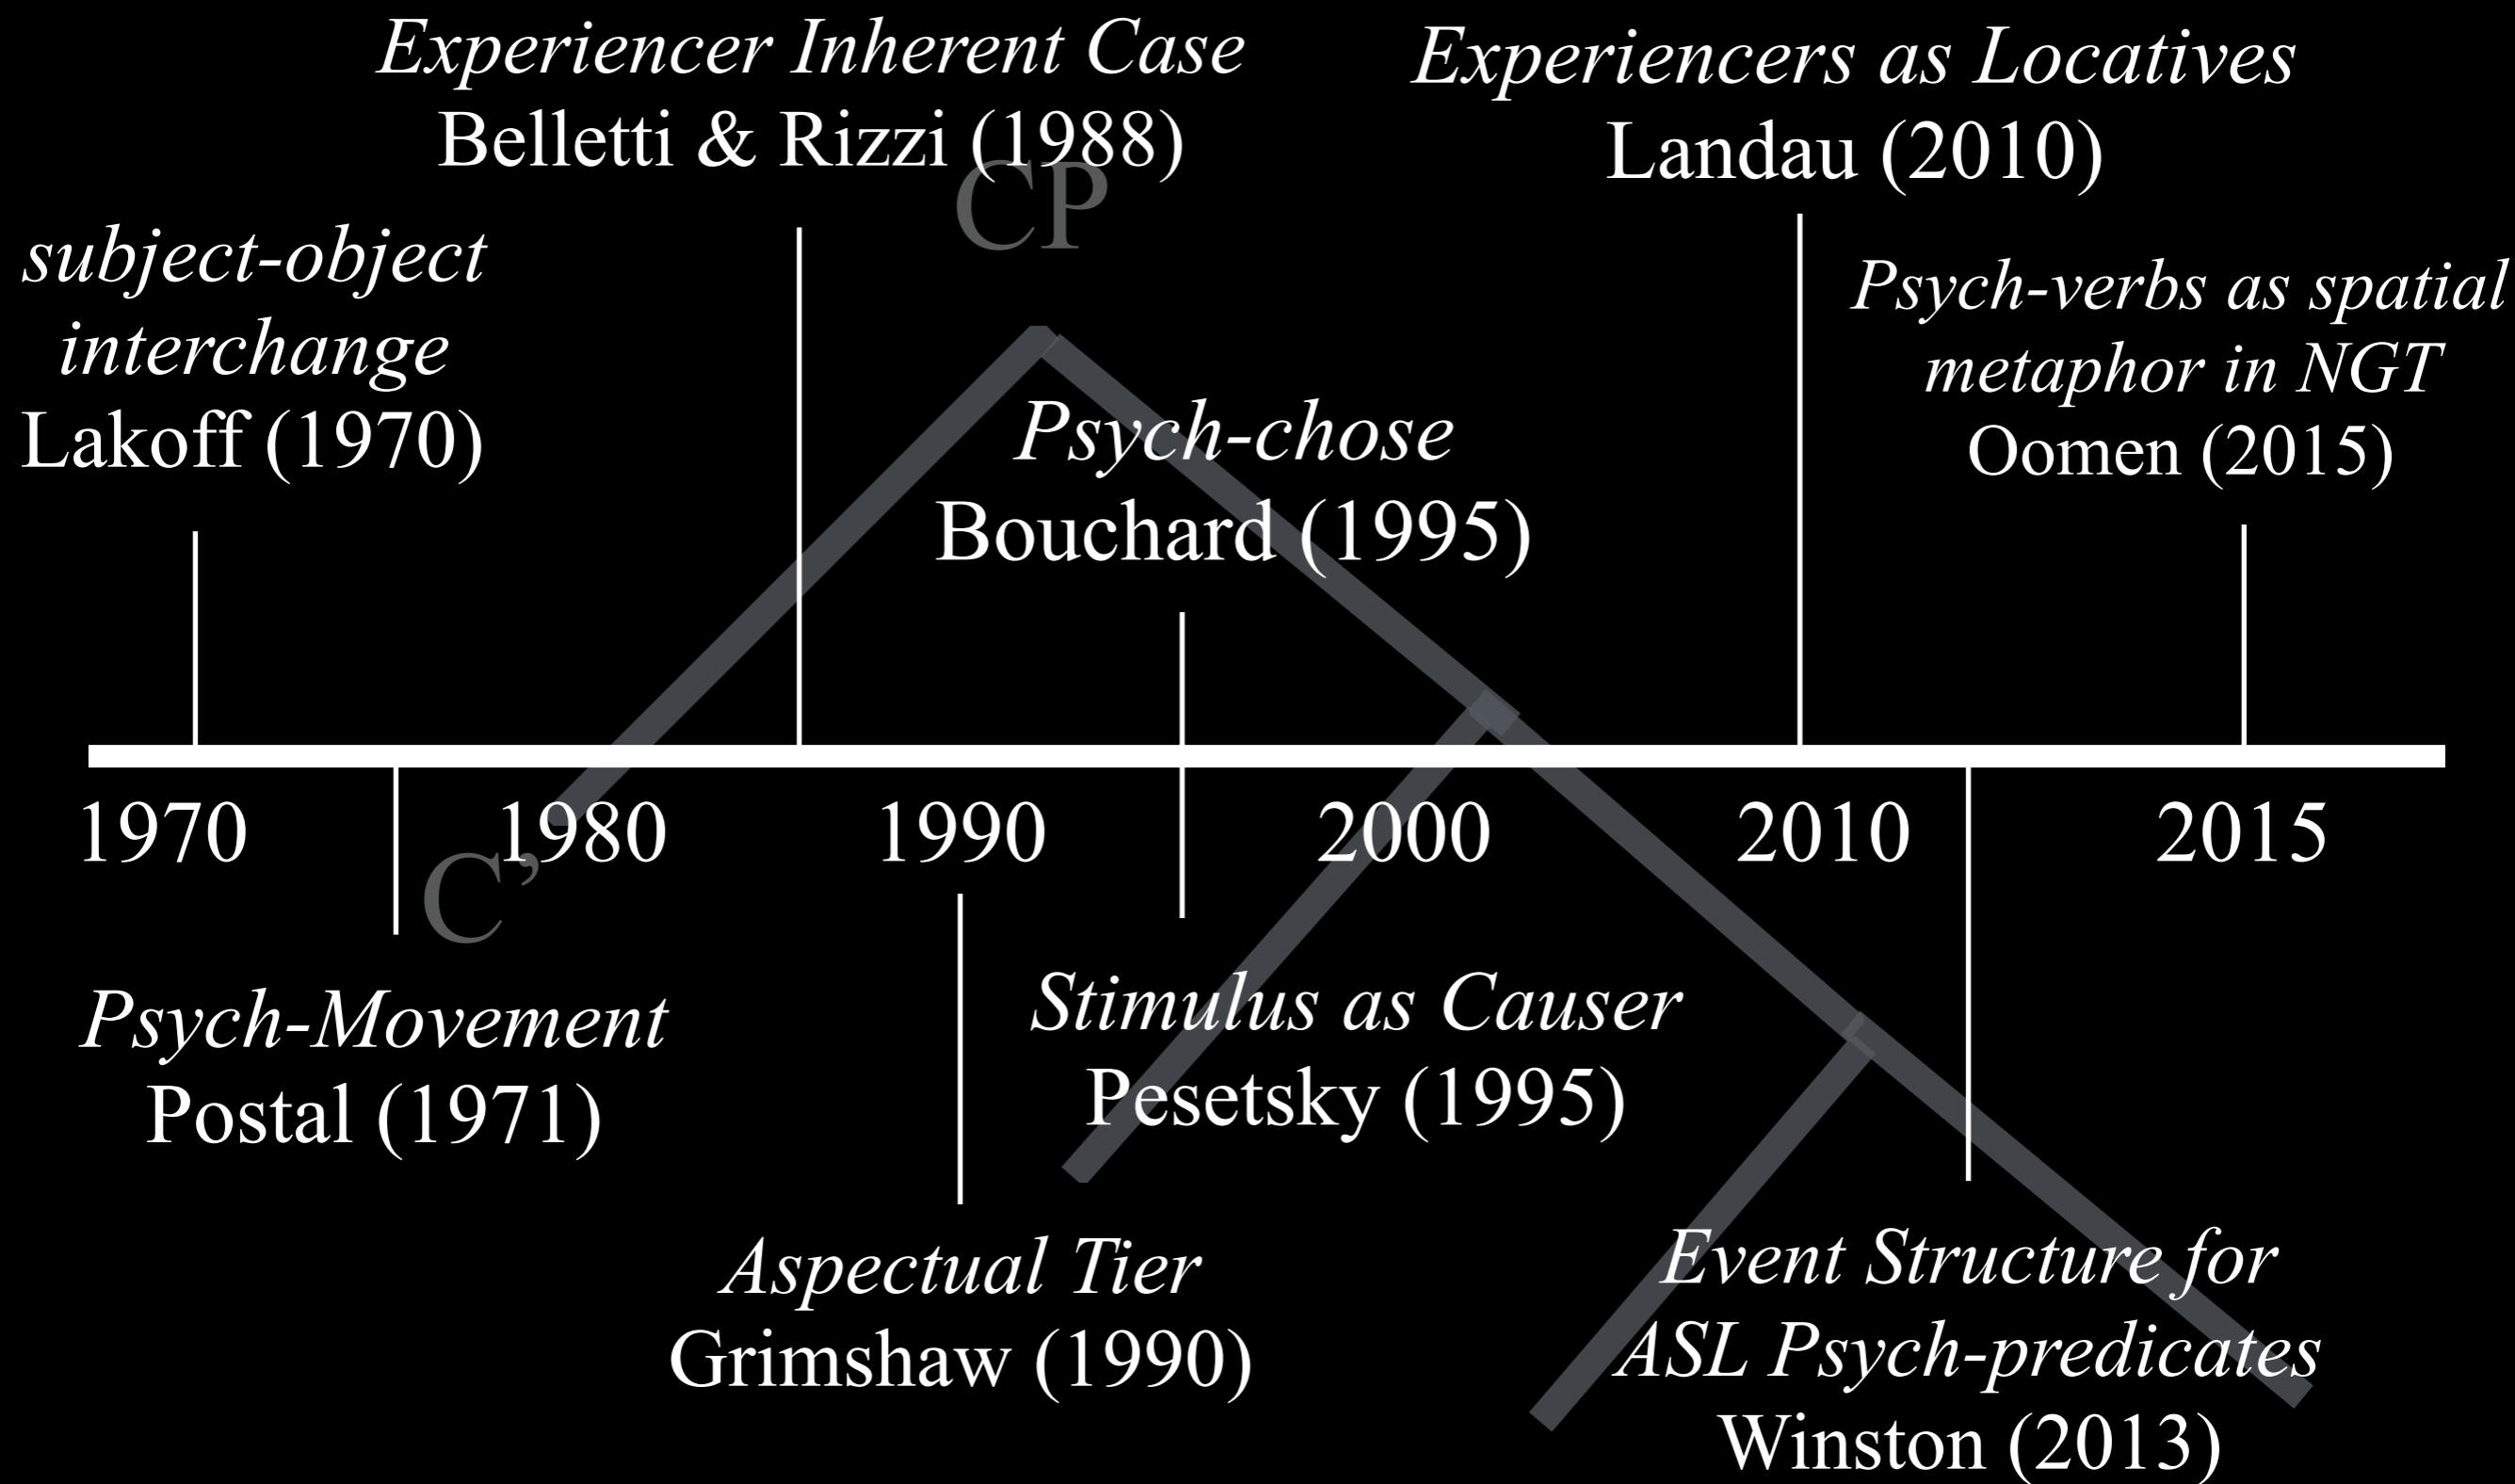 Experiencer Inherent Case
Belletti & Rizzi (1988)
Experiencers as Locatives
Landau (2010)
CP
subject-object
interchange
Lakoff (1970)
Psych-verbs as spatial
metaphor in NGT
Oomen (2015)
Psych-chose
Bouchard (1995)
1970 1980 1990 2000 2010 2015
C’
Psych-Movement
Postal (1971)
Stimulus as Causer
Pesetsky (1995)
Aspectual Tier
Grimshaw (1990)
Event Structure for
ASL Psych-predicates
Winston (2013)